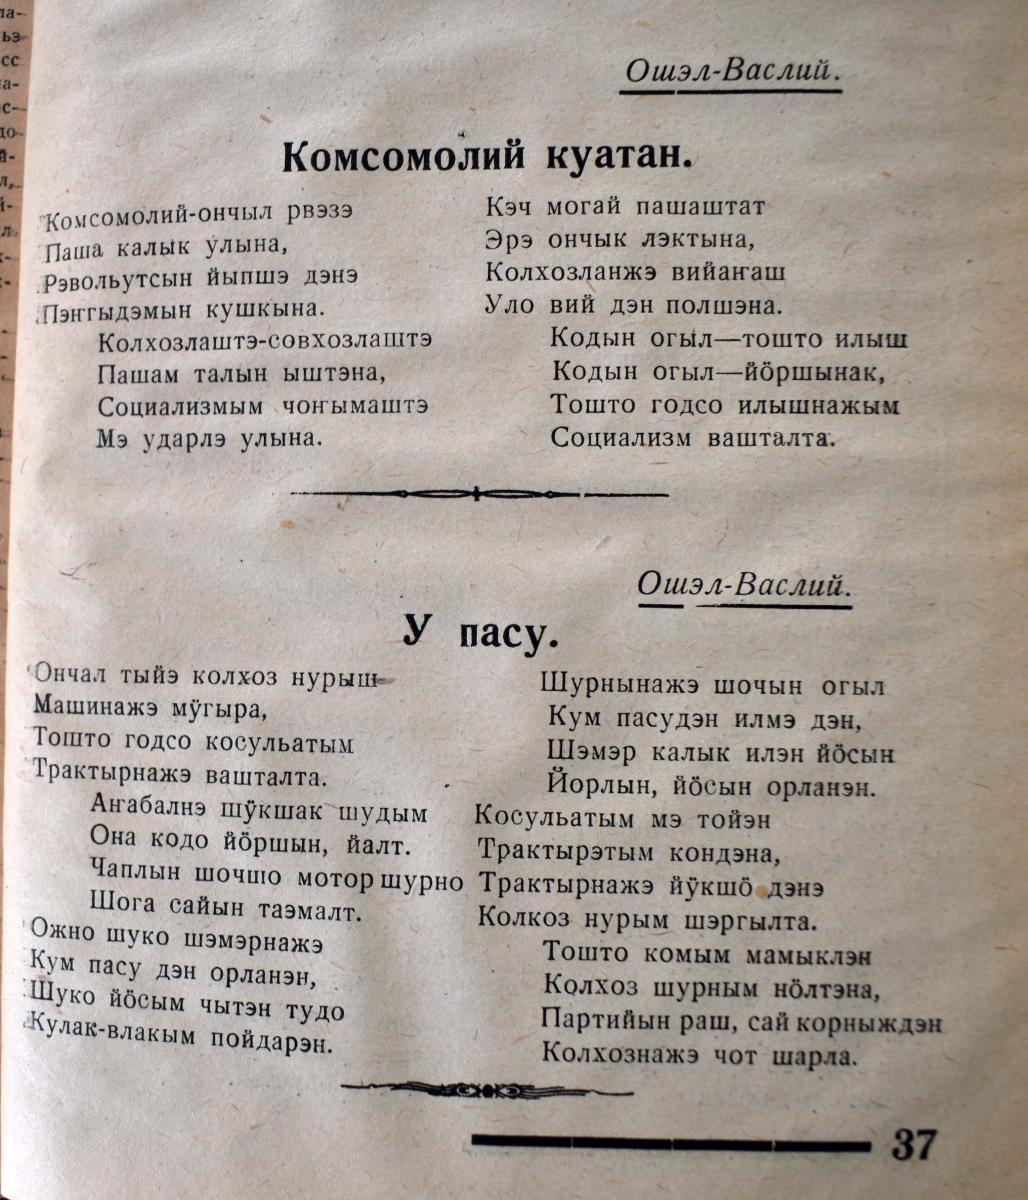 Ошэл-Васлий.
Комсомолий куатан.
Комсомолий-ончыл рвэзэ
Паша калык улына,
Рэвольутсын йыпшэ дэнэ
Пэҥгыдэмын кушкына.
Колхозлаштэ-совхозлаштэ
Пашам талын ыштэна,
Социализмым чоҥымаштэ
Мэ ударлэ улына.
Кэч могай пашаштат
Эрэ ончык лэктына,
Колхозланжэ вийаҥаш
Уло вий дэн полшэна.
Кодын огыл—тошто илыш
Кодын огыл—йӧршынак,
Тошто годсо илышнажым
Социализм вашталта.
Ошэл-Васлий.
У пасу.
Ончал тыйэ колхоз нурыш
Машинажэ мӱгыра,
Тошто годсо косульатым
Трактырнажэ вашталта.
Аҥабалнэ шӱкшак шудым
Она кодо йӧршын, йалт.
Чаплын шочшо мотор шурно
Шога сайын таэмалт.
Ожно шуко шэмэрнажэ
Кум пасу дэн орланэн,
Шуко йӧсым чытэн тудо
Кулак-влакым пойдарэн.
Шурнынажэ шочын огыл
Кум пасудэн илмэ дэн,
Шэмэр калык илэн йӧсын
Йорлын, йӧсын орланэн.
Косульатым мэ тойэн
Трактырэтым кондэна,
Трактырнажэ йӱкшӧ дэнэ
Колкоз нурым шэргылта.
Тошто комым мамыклэн
Колхоз шурным нӧлтэна,
Партийын раш, сай корныждэн
Колхознажэ чот шарла.
37